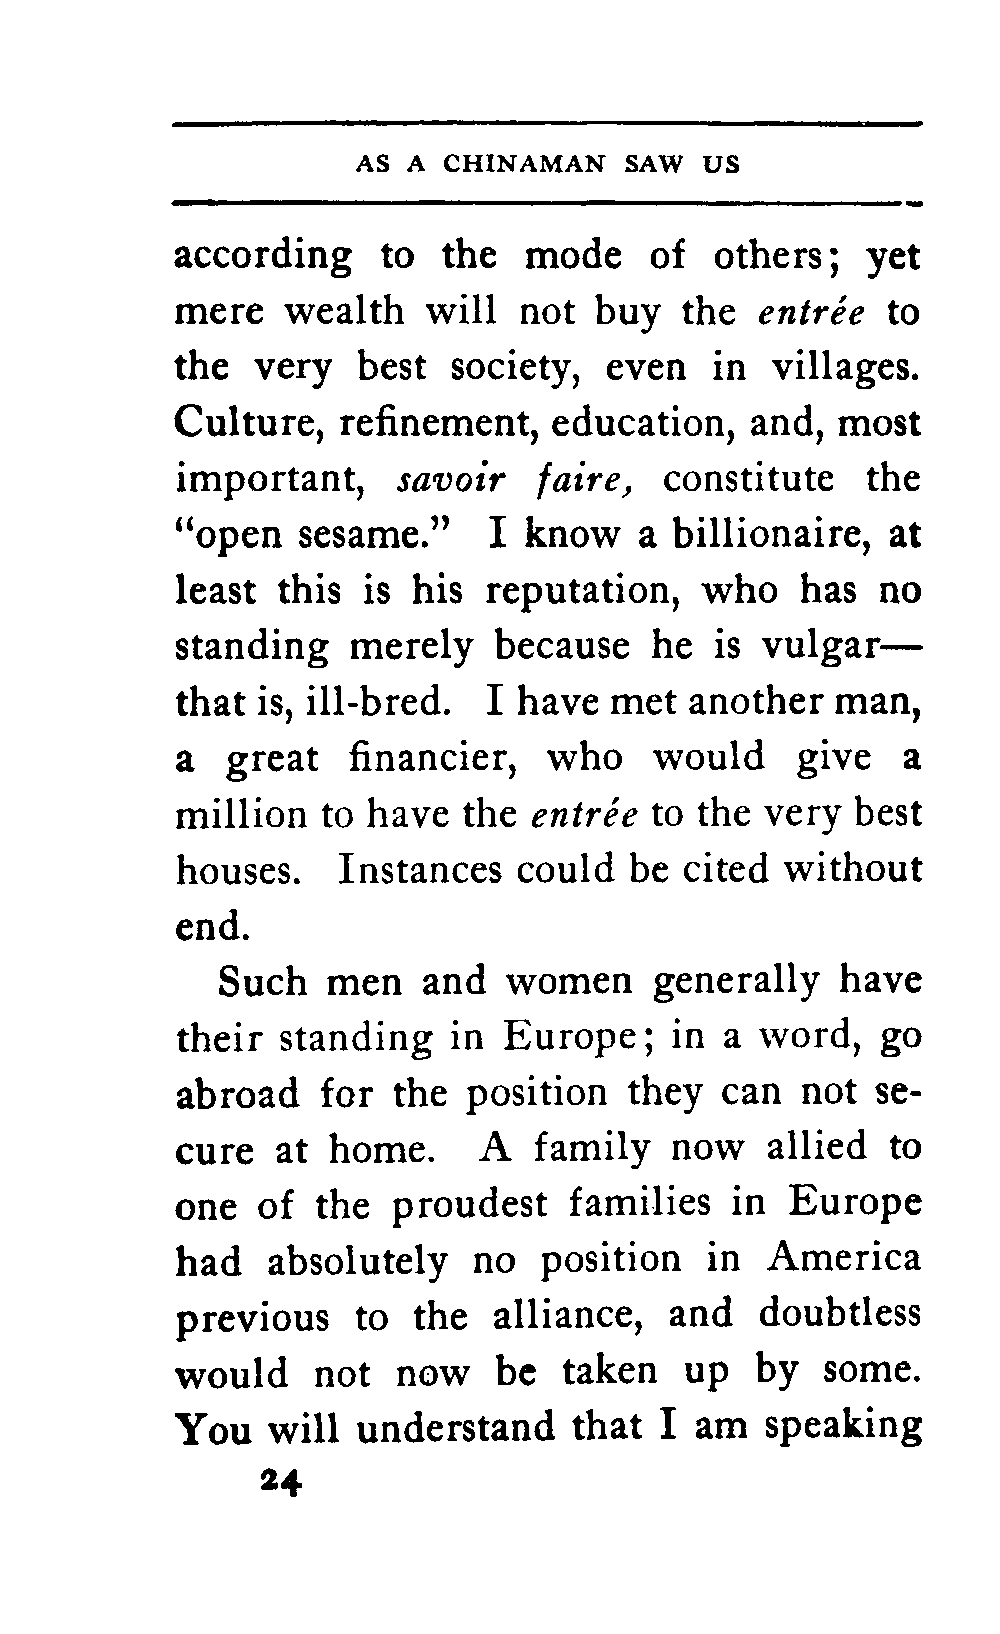 AS A CHINAMAN SAW US
according to the mode of others; yet
mere wealth will not buy the entrée to
the very best society, even in villages.
Culture, refinement, education, and, most
important, savoir faire, constitute the
“open sesame.” I know a billionaire, at
least this is his reputation, who has no
standing merely because he is vulgar—
that is, ill-bred. I have met another man,
a great financier, who would give a
million to have the entrée to the very best
houses. Instances could be cited without
end.
Such men and women generally have
their standing in Europe; in a word, go
abroad for the position they can not se-
cure at home. A family now allied to
one of the proudest families in Europe
had absolutely no position in America
previous to the alliance, and doubtless
would not now be taken up by some.
You will understand that I am speaking
24